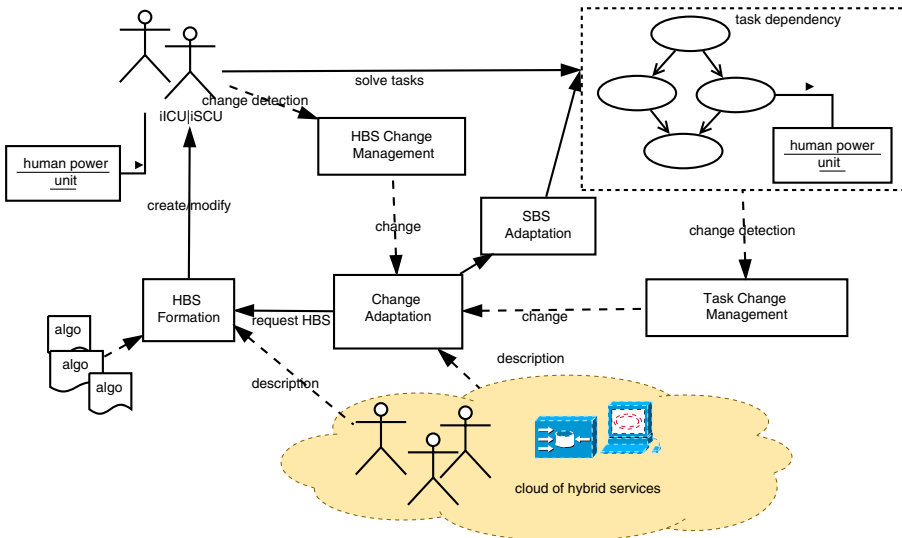 task dependency
solve tasks
change detection
iICU|iSCU
HBS Change
Management
human power
unit
human power
unit
create/modify
change
SBS
Adaptation
change detection
HBS
Formation
request HBS
Change
Adaptation
change
Task Change
Management
algo
algo
algo
description
description
cloud of hybrid services